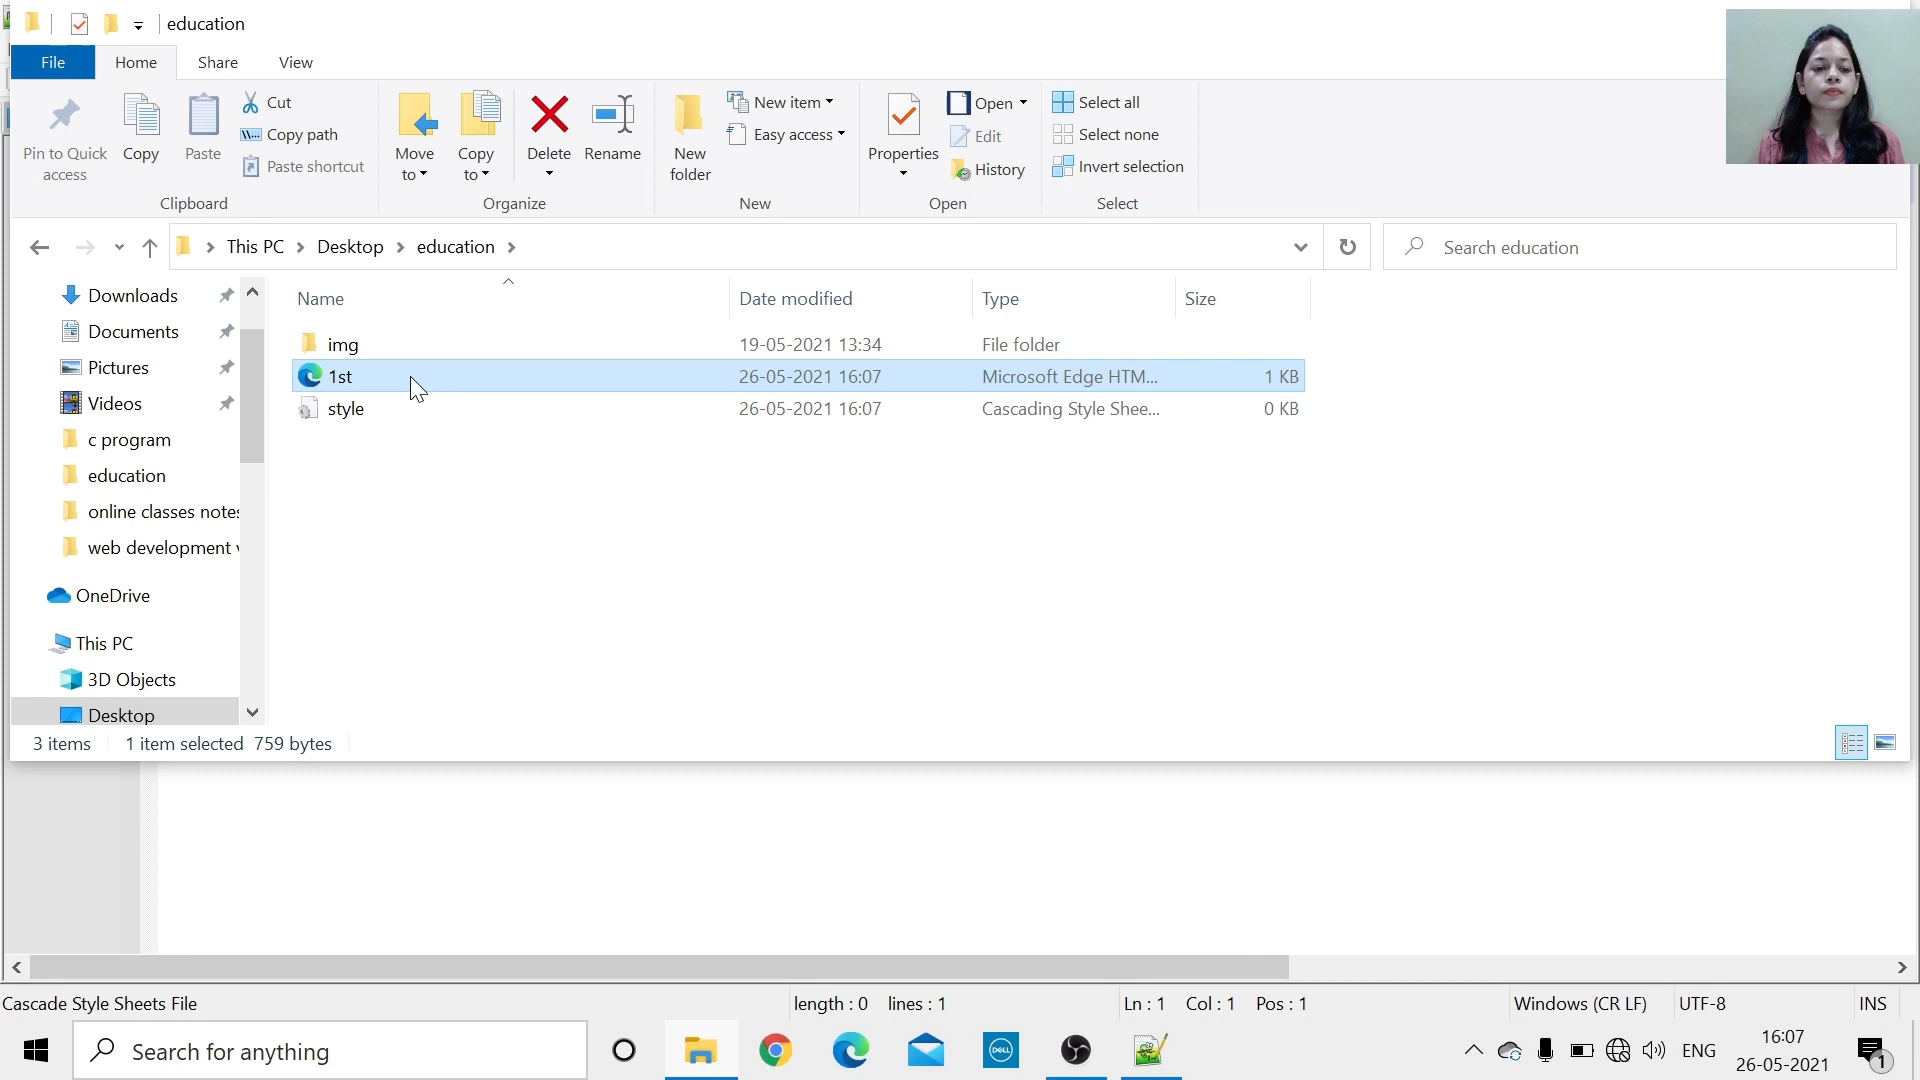 education
File Home Share View
Pin to Quick access
Copy
Paste
Cut
Copy path
Paste shortcut
Clipboard
Move to
Copy to
Delete
Rename
Organize
New folder
New item
Easy access
New
Properties
Open
Edit
History
Open
Select all
Select none
Invert selection
Select
This PC Desktop education
Search education
Downloads
Documents
Pictures
Videos
c program
education
online classes notes
web development v
OneDrive
This PC
3D Objects
Desktop
Name Date modified Type Size
img 19-05-2021 13:34 File folder
1st 26-05-2021 16:07 Microsoft Edge HTM... 1 KB
style 26-05-2021 16:07 Cascading Style Shee... 0 KB
3 items 1 item selected 759 bytes
Cascade Style Sheets File length : 0 lines : 1 Ln : 1 Col : 1 Pos : 1 Windows (CR LF) UTF-8 INS
Search for anything
DELL
ENG
16:07
26-05-2021
1